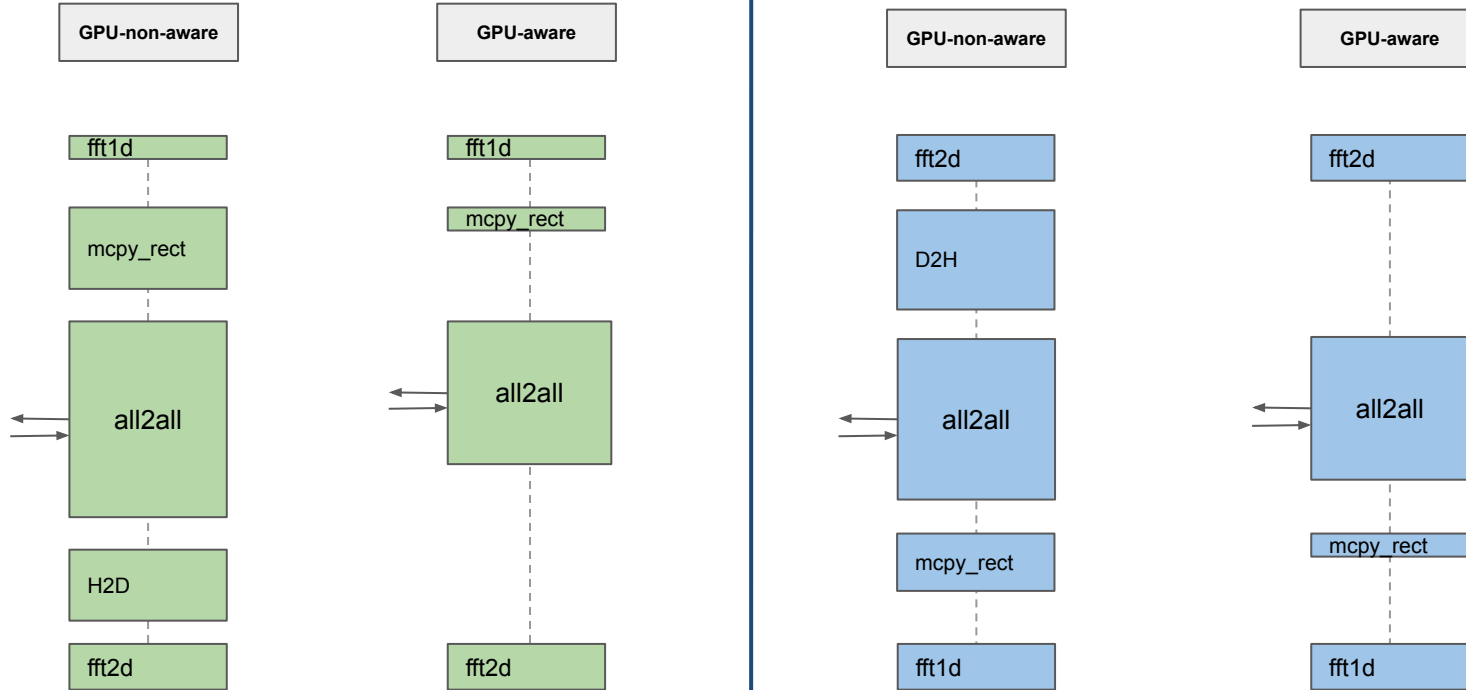 GPU-non-aware
fft1d
mcpy_rect
all2all
H2D
fft2d
GPU-aware
fft1d
mcpy_rect
all2all
fft2d
GPU-non-aware
fft2d
D2H
all2all
mcpy_rect
fft1d
GPU-aware
fft2d
all2all
mcpy_rect
fft1d